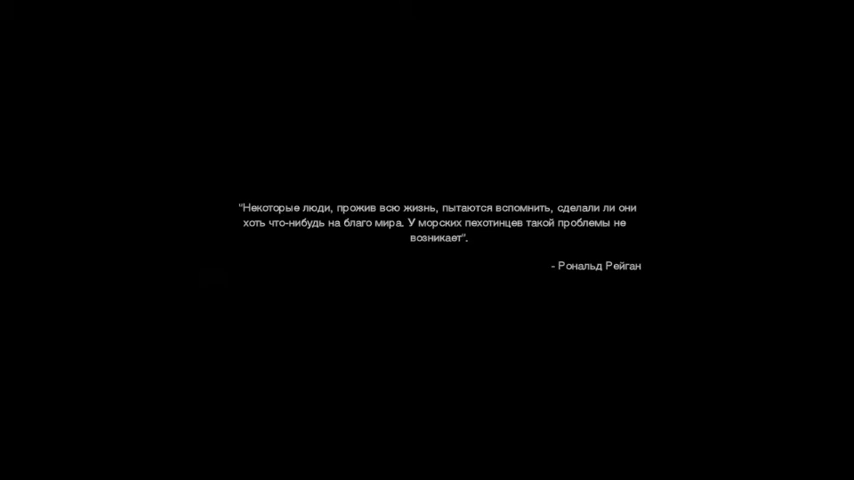 "Некоторые люди, прожив всю жизнь, пытаются вспомнить, сделали ли они
хоть что-нибудь на благо мира. У морских пехотинцев такой проблемы не
возникает".
- Рональд Рейган